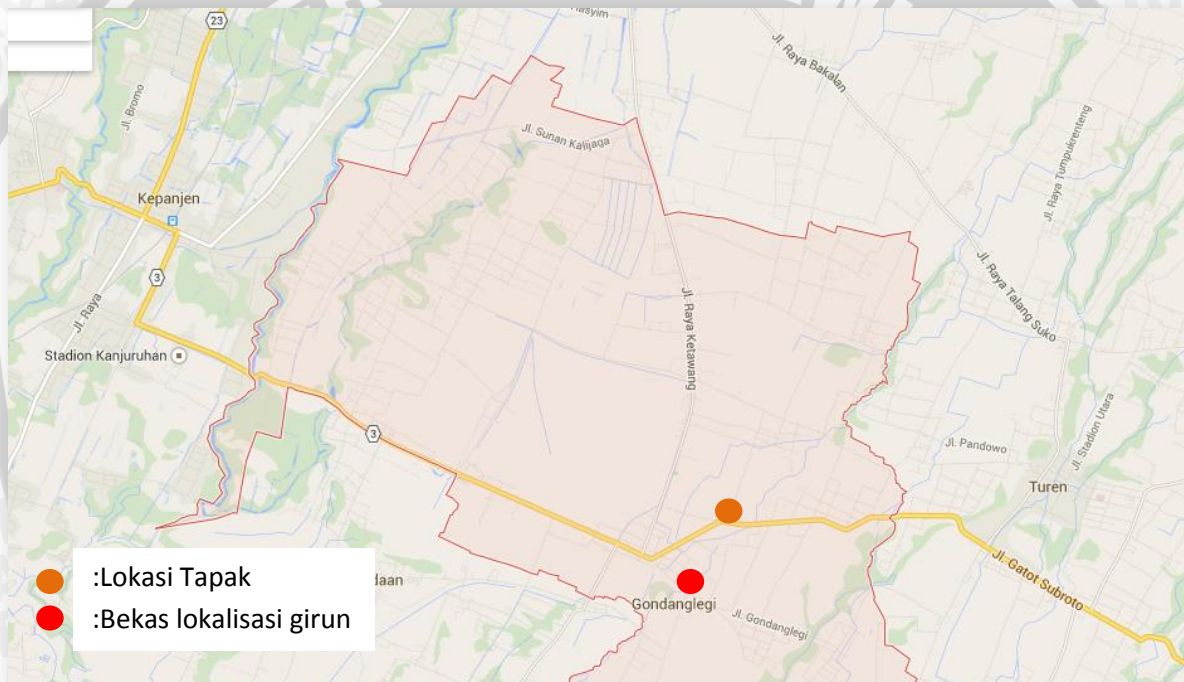 23
Jl. Bromo
Jl. Raya Bakalan
Jl. Sunan Kalijaga
Jl. Raya Tumpukrenteng
Kepanjen
3
Jl. Raya
Jl. Raya Talang Suko
Jl. Raya Ketawang
Stadion Kanjuruhan
3
Jl. Pandowo
Jl. Stadion Utara
Turen
Jl. Gatot Subroto
:Lokasi Tapak
daan
:Bekas lokalisasi girun
Gondanglegi
Jl. Gondanglegi